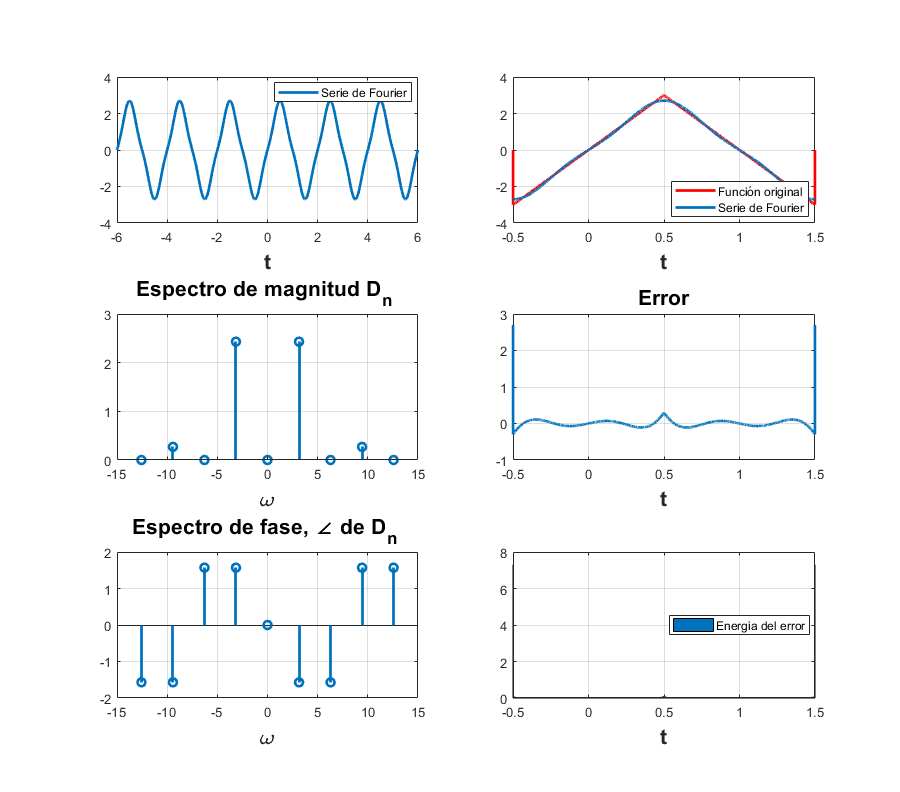 4
2
0
-2
-4
-6 -4 -2 0 2 4 6
t
Serie de Fourier
4
2
0
-2
-4
-0.5 0 0.5 1 1.5
t
Función original
Serie de Fourier
Espectro de magnitud Dn
3
2
1
0
-15 -10 -5 0 5 10 15
ω
Error
3
2
1
0
-1
-0.5 0 0.5 1 1.5
t
Espectro de fase, ∠ de Dn
2
1
0
-1
-2
-15 -10 -5 0 5 10 15
ω
8
6
4
2
0
-0.5 0 0.5 1 1.5
t
Energia del error